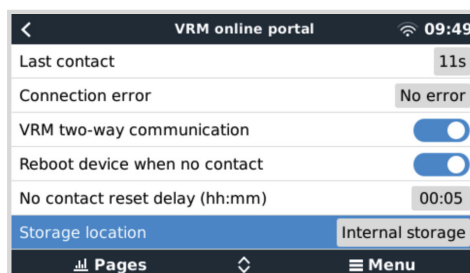 VRM online portal 09:49
Last contact 11s
Connection error No error
VRM two-way communication
Reboot device when no contact
No contact reset delay (hh:mm) 00:05
Storage location Internal storage
Pages Menu